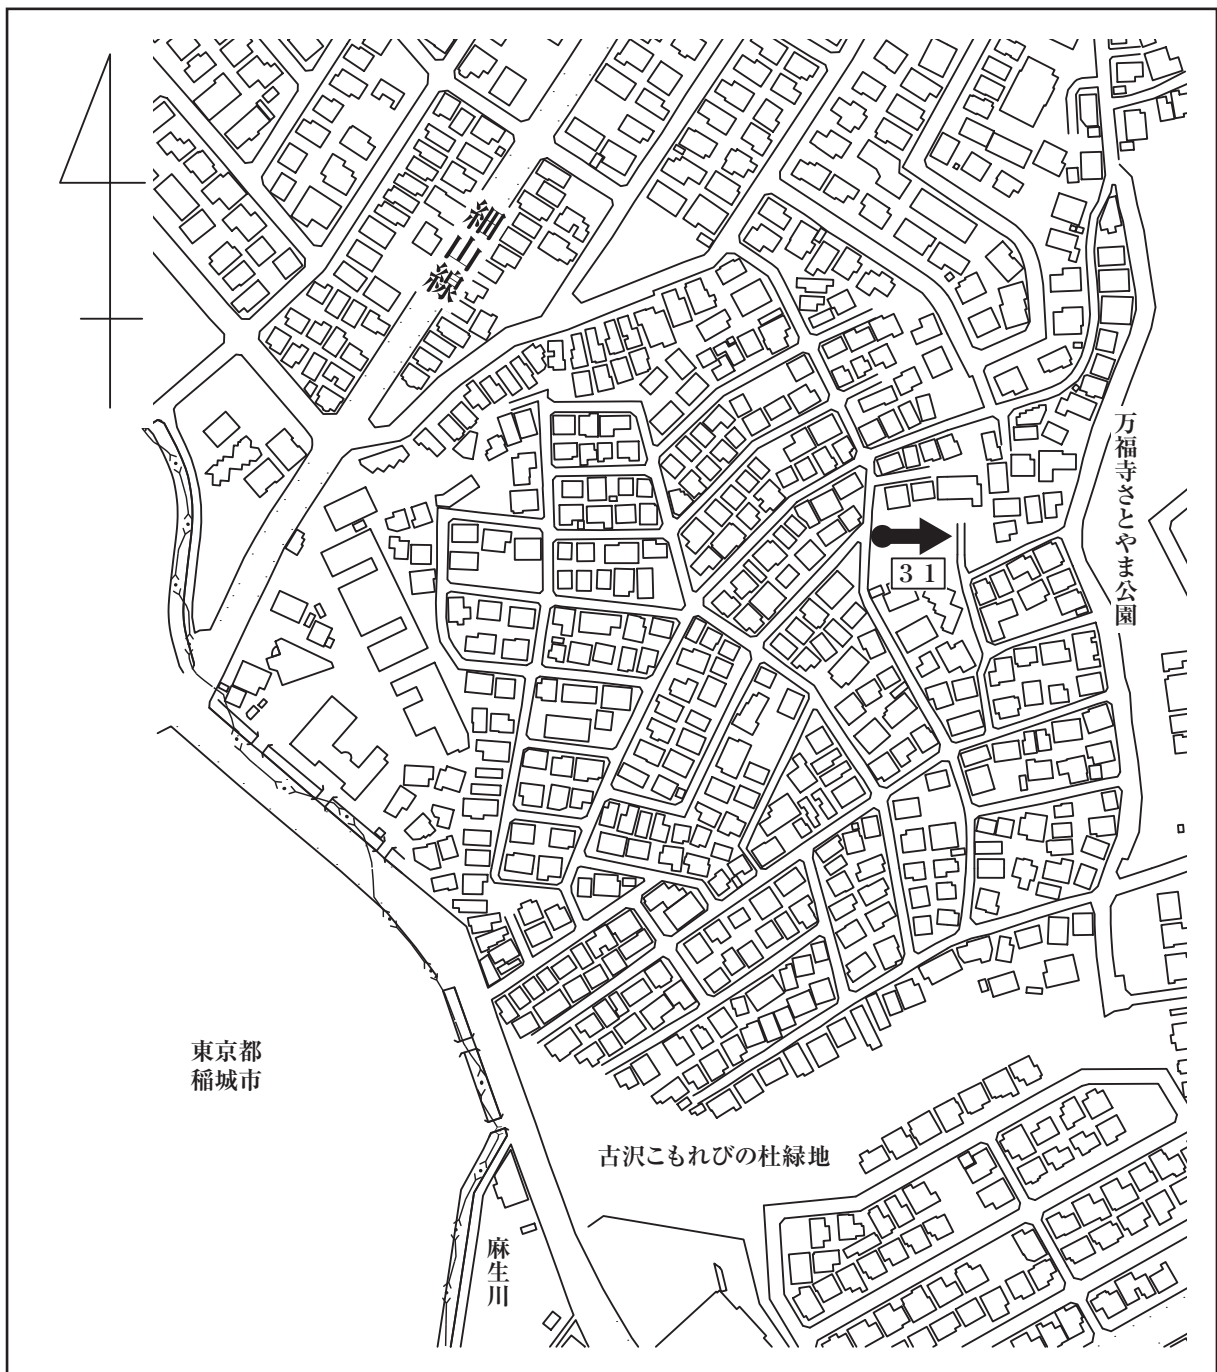 細山線
万福寺さとやま公園
３１
東京都
稲城市
古沢こもれびの杜緑地
麻生川